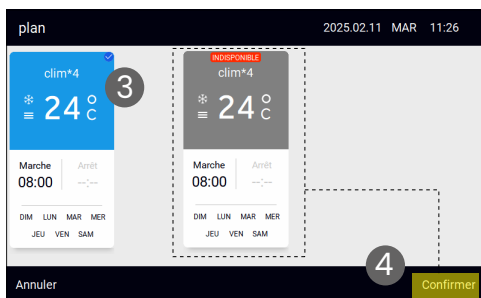 plan 2025.02.11 MAR 11:26
clim*4
3
24°C
Marche Arrêt
08:00 --:--
DIM LUN MAR MER
JEU VEN SAM
INDISPONIBLE
clim*4
24°C
Marche Arrêt
08:00 --:--
DIM LUN MAR MER
JEU VEN SAM
4
Annuler Confirmer